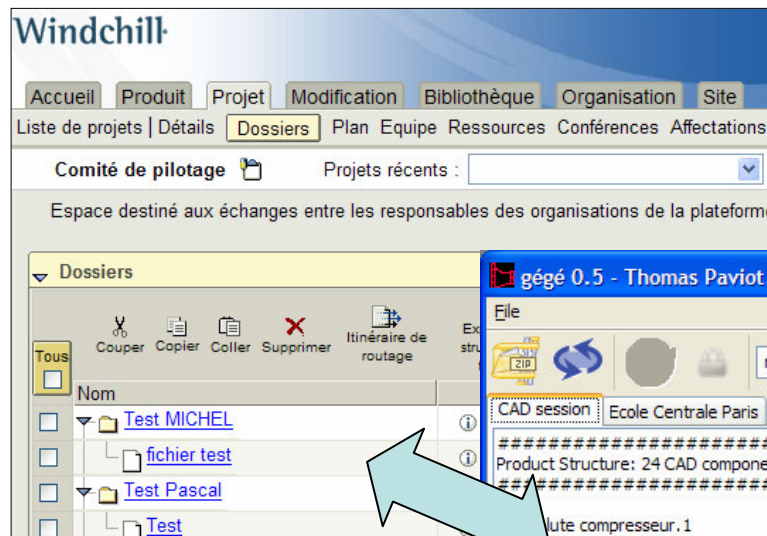 Windchill
Accueil Produit Projet Modification Bibliothèque Organisation Site
Liste de projets | Détails Dossiers Plan Equipe Ressources Conférences Affectations
Comité de pilotage Projets récents :
Espace destiné aux échanges entre les responsables des organisations de la plateforme
Dossiers
Tous
Couper Copier Coller Supprimer Itinéraire de
routage
Nom
Test MICHEL
fichier test
Test Pascal
Test
gégé 0.5 - Thomas Paviot
File
ZIP
CAD session Ecole Centrale Paris
######################
Product Structure: 24 CAD compone
######################
lute compresseur.1